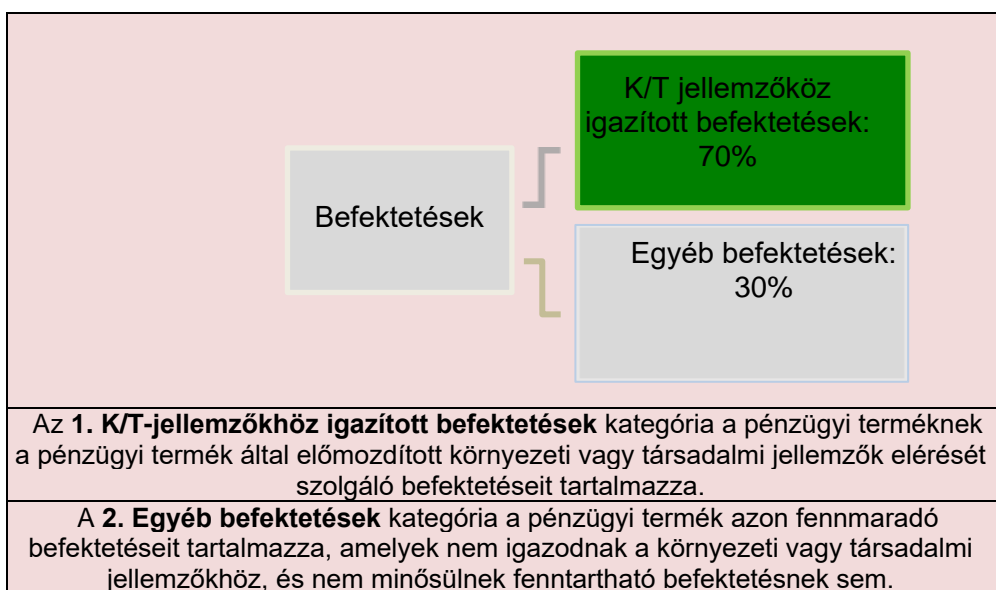 K/T jellemzőköz
igazított befektetések:
70%
Befektetések
Egyéb befektetések:
30%
Az 1. K/T-jellemzőkhöz igazított befektetések kategória a pénzügyi terméknek
a pénzügyi termék által előmozdított környezeti vagy társadalmi jellemzők elérését
szolgáló befektetéseit tartalmazza.
A 2. Egyéb befektetések kategória a pénzügyi termék azon fennmaradó
befektetéseit tartalmazza, amelyek nem igazodnak a környezeti vagy társadalmi
jellemzőkhöz, és nem minősülnek fenntartható befektetésnek sem.